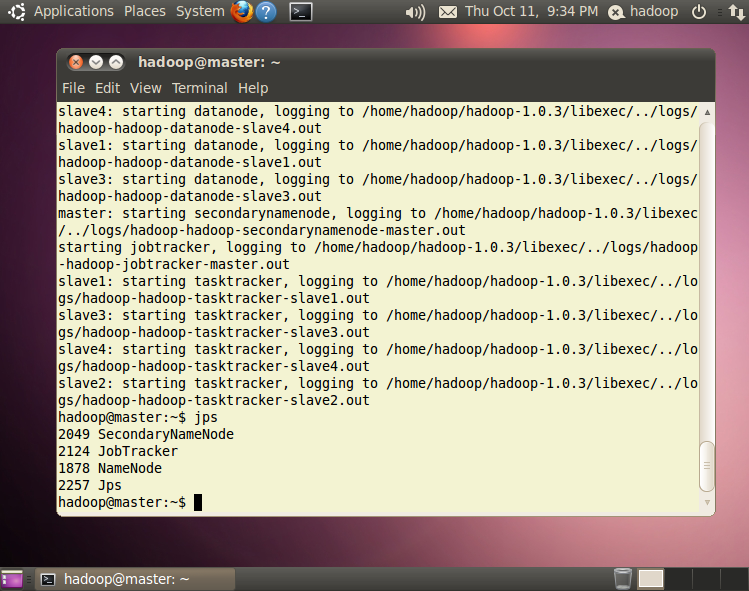 Applications Places System
Thu Oct 11, 9:34 PM hadoop
hadoop@master: ~
File Edit View Terminal Help
slave4: starting datanode, logging to /home/hadoop/hadoop-1.0.3/libexec/../logs/
hadoop-hadoop-datanode-slave4.out
slave1: starting datanode, logging to /home/hadoop/hadoop-1.0.3/libexec/../logs/
hadoop-hadoop-datanode-slave1.out
slave3: starting datanode, logging to /home/hadoop/hadoop-1.0.3/libexec/../logs/
hadoop-hadoop-datanode-slave3.out
master: starting secondarynamenode, logging to /home/hadoop/hadoop-1.0.3/libexec
/../logs/hadoop-hadoop-secondarynamenode-master.out
starting jobtracker, logging to /home/hadoop/hadoop-1.0.3/libexec/../logs/hadoop
-hadoop-jobtracker-master.out
slave1: starting tasktracker, logging to /home/hadoop/hadoop-1.0.3/libexec/../lo
gs/hadoop-hadoop-tasktracker-slave1.out
slave3: starting tasktracker, logging to /home/hadoop/hadoop-1.0.3/libexec/../lo
gs/hadoop-hadoop-tasktracker-slave3.out
slave4: starting tasktracker, logging to /home/hadoop/hadoop-1.0.3/libexec/../lo
gs/hadoop-hadoop-tasktracker-slave4.out
slave2: starting tasktracker, logging to /home/hadoop/hadoop-1.0.3/libexec/../lo
gs/hadoop-hadoop-tasktracker-slave2.out
hadoop@master:~$ jps
2049 SecondaryNameNode
2124 JobTracker
1878 NameNode
2257 Jps
hadoop@master:~$
hadoop@master: ~